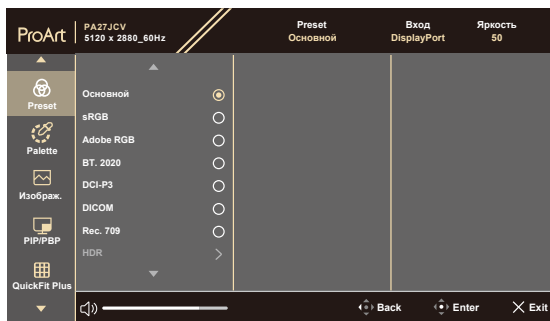 ProArt
PA27JCV
5120 x 2880_60Hz
Preset
Основной
Вход
DisplayPort
Яркость
50
Preset
Palette
Изображ.
PIP/PBP
QuickFit Plus
Основной
sRGB
Adobe RGB
BT. 2020
DCI-P3
DICOM
Rec. 709
HDR
Back
Enter
Exit